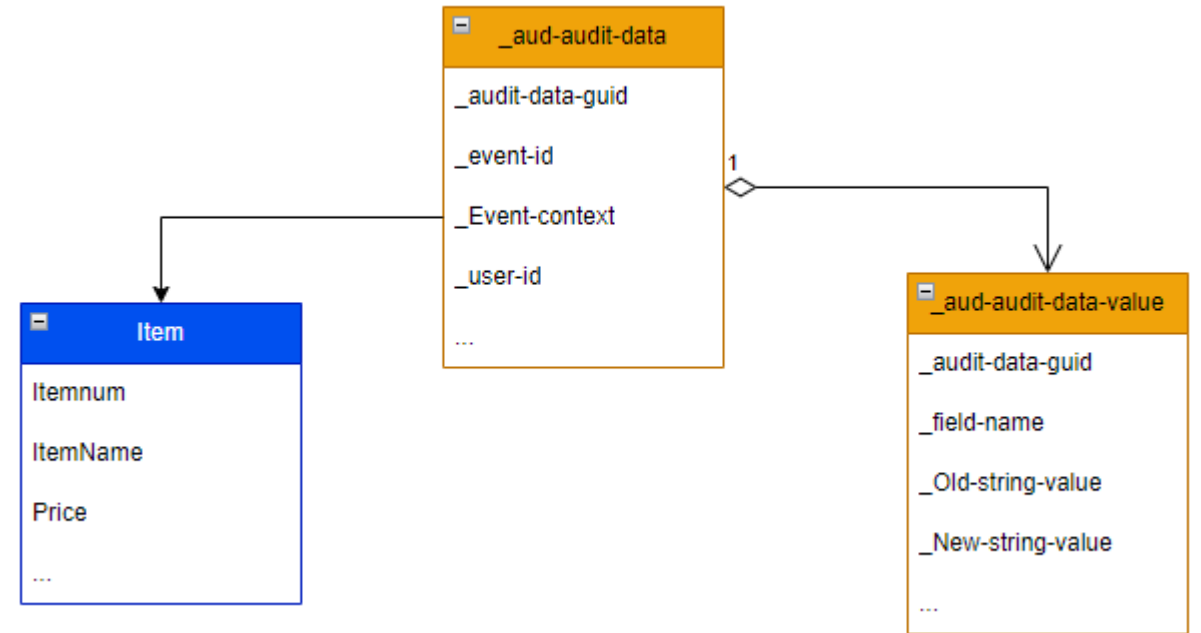 _aud-audit-data
_audit-data-guid
_event-id
_Event-context
_user-id
...
1
Item
Itemnum
ItemName
Price
...
_aud-audit-data-value
_audit-data-guid
_field-name
_Old-string-value
_New-string-value
...